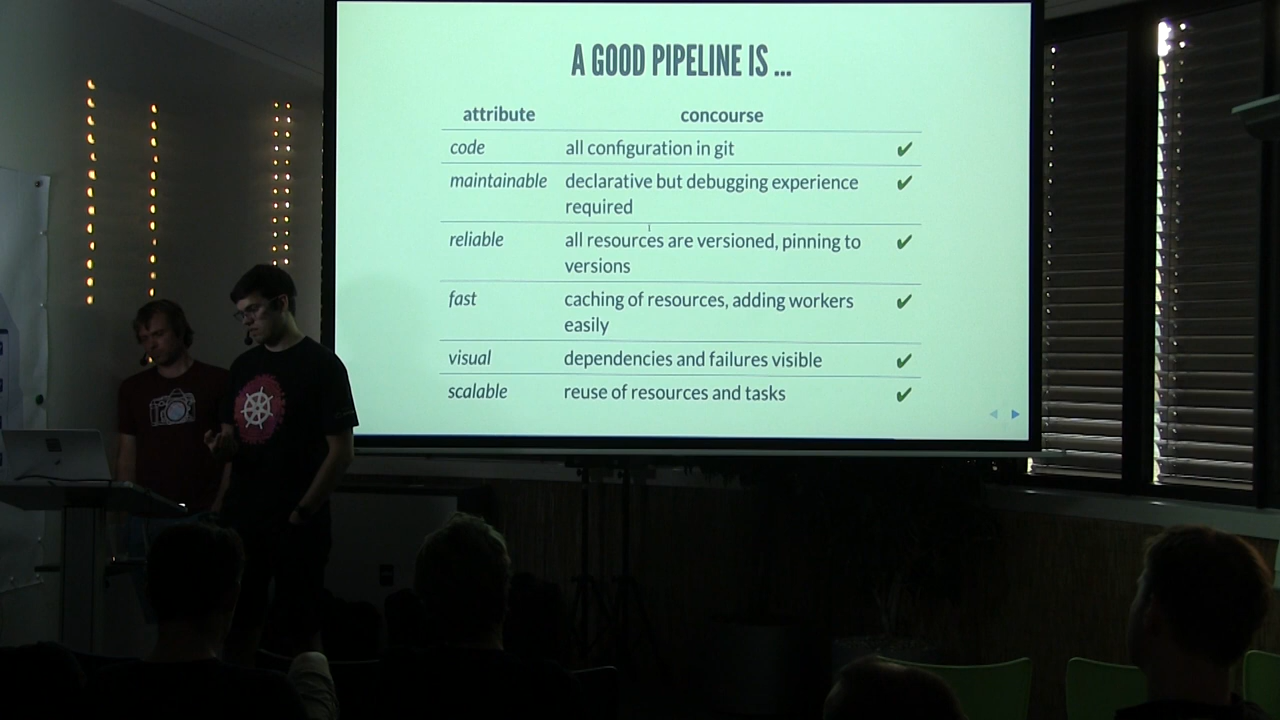 A GOOD PIPELINE IS ...
attribute concourse
code all configuration in git ✔
maintainable declarative but debugging experience ✔
required
reliable all resources are versioned, pinning to ✔
versions
fast caching of resources, adding workers ✔
easily
visual dependencies and failures visible ✔
scalable reuse of resources and tasks ✔